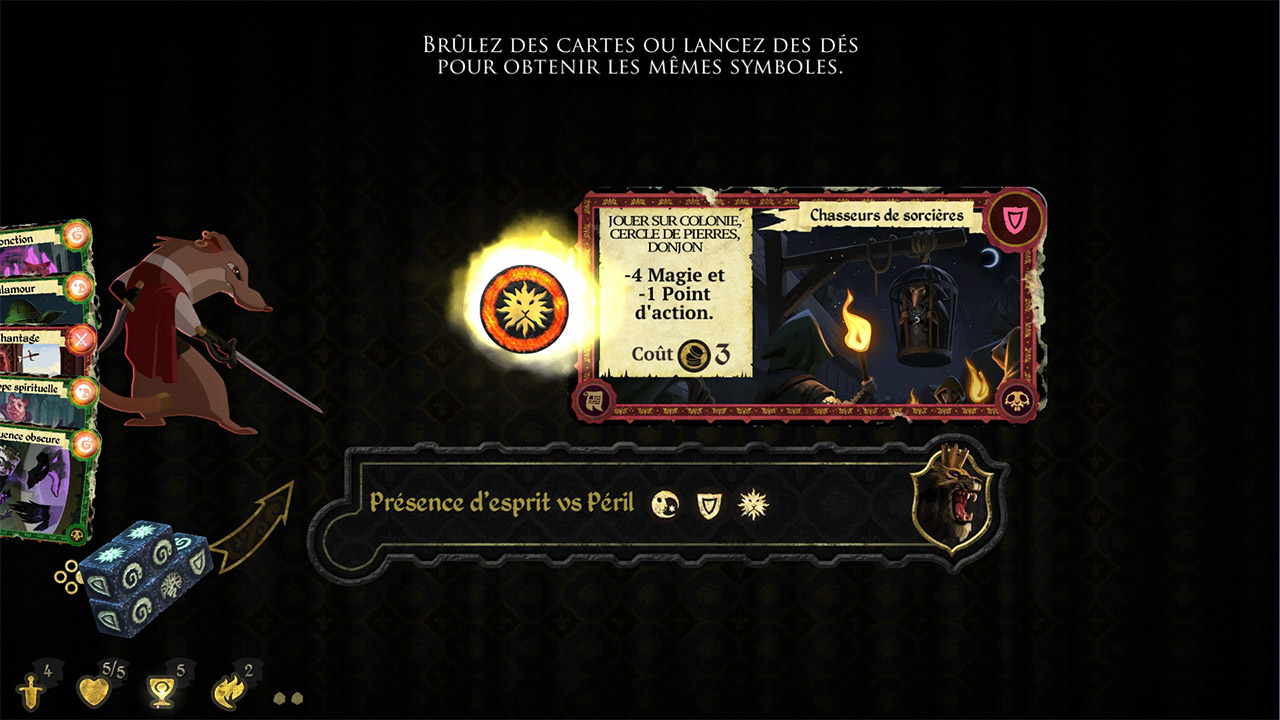 BRÛLEZ DES CARTES OU LANCEZ DES DÉS
POUR OBTENIR LES MÊMES SYMBOLES.
JOUER SUR COLONIE,
CERCLE DE PIERRES,
DONJON
-4 Magie et
-1 Point
d'action.
Coût 3
Chasseurs de sorcières
Présence d'esprit vs Péril
4
5/5
5
2